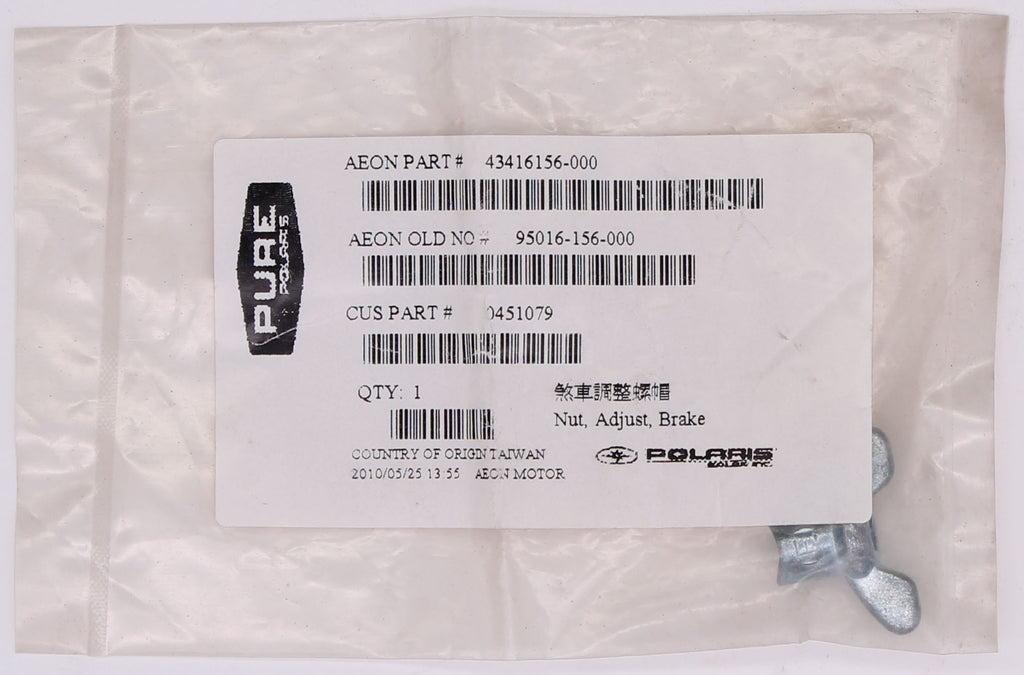 PURE
POLARIS
AEON PART # 43416156-000
AEON OLD NO # 95016-156-000
CUS PART # 0451079
QTY: 1
煞車調整螺帽
Nut, Adjust, Brake
COUNTRY OF ORIGIN TAIWAN
2010/05/25 13:55 AEON MOTOR
POLARIS
SALES INC.